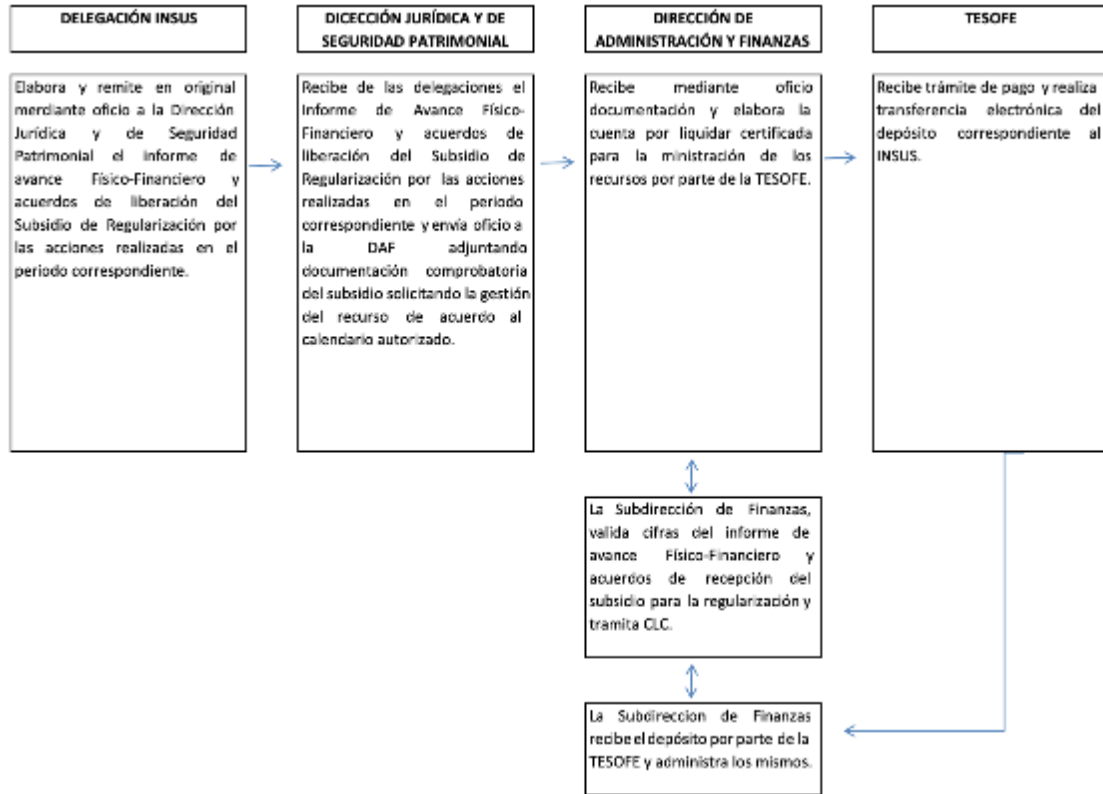 DELEGACIÓN INSUS
DICECCIÓN JURÍDICA Y DE
SEGURIDAD PATRIMONIAL
DIRECCIÓN DE
ADMINISTRACIÓN Y FINANZAS
TESOFE
Elabora y remite en original
merdiante oficio a la Dirección
Jurídica y de Seguridad
Patrimonial el informe de
avance Físico-Financiero y
acuerdos de liberación del
Subsidio de Regularización por
las acciones realizadas en el
periodo correspondiente.
Recibe de las delegaciones el
Informe de Avance Físico-
Financiero y acuerdos de
liberación del Subsidio de
Regularización por las acciones
realizadas en el periodo
correspondiente y envía oficio a
la DAF adjuntando
documentación comprobatoria
del subsidio solicitando la gestión
del recurso de acuerdo al
calendario autorizado.
Recibe mediante oficio
documentación y elabora la
cuenta por liquidar certificada
para la ministración de los
recursos por parte de la TESOFE.
Recibe trámite de pago y realiza
transferencia electrónica del
depósito correspondiente al
INSUS.
La Subdirección de Finanzas,
valida cifras del informe de
avance Físico-Financiero y
acuerdos de recepción del
subsidio para la regularización y
tramita CLC.
La Subdireccion de Finanzas
recibe el depósito por parte de la
TESOFE y administra los mismos.